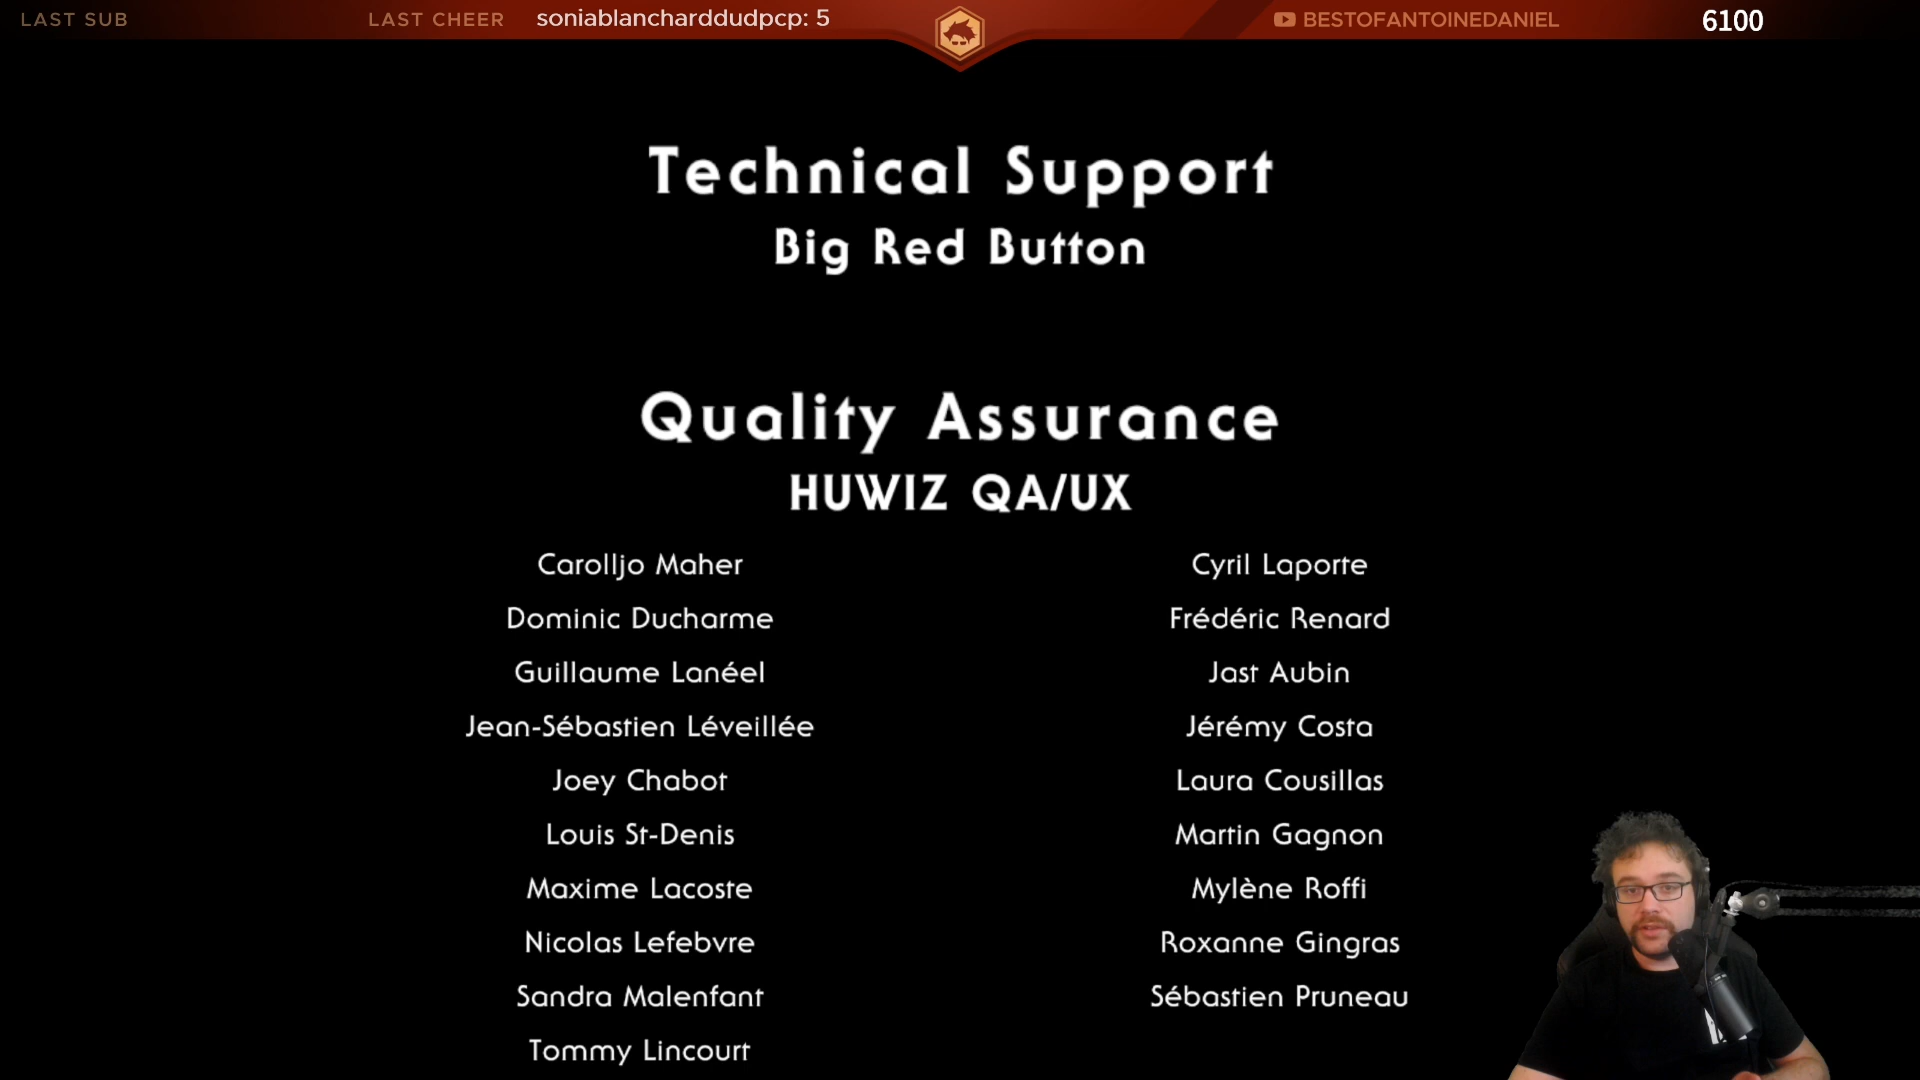 LAST SUB
LAST CHEER soniablancharddudpcp: 5
BESTOFANTOINEDANIEL
6100
Technical Support
Big Red Button
Quality Assurance
HUWIZ QA/UX
Carolljo Maher
Cyril Laporte
Dominic Ducharme
Frédéric Renard
Guillaume Lanéel
Jast Aubin
Jean-Sébastien Léveillée
Jérémy Costa
Joey Chabot
Laura Cousillas
Louis St-Denis
Martin Gagnon
Maxime Lacoste
Mylène Roffi
Nicolas Lefebvre
Roxanne Gingras
Sandra Malenfant
Sébastien Pruneau
Tommy Lincourt